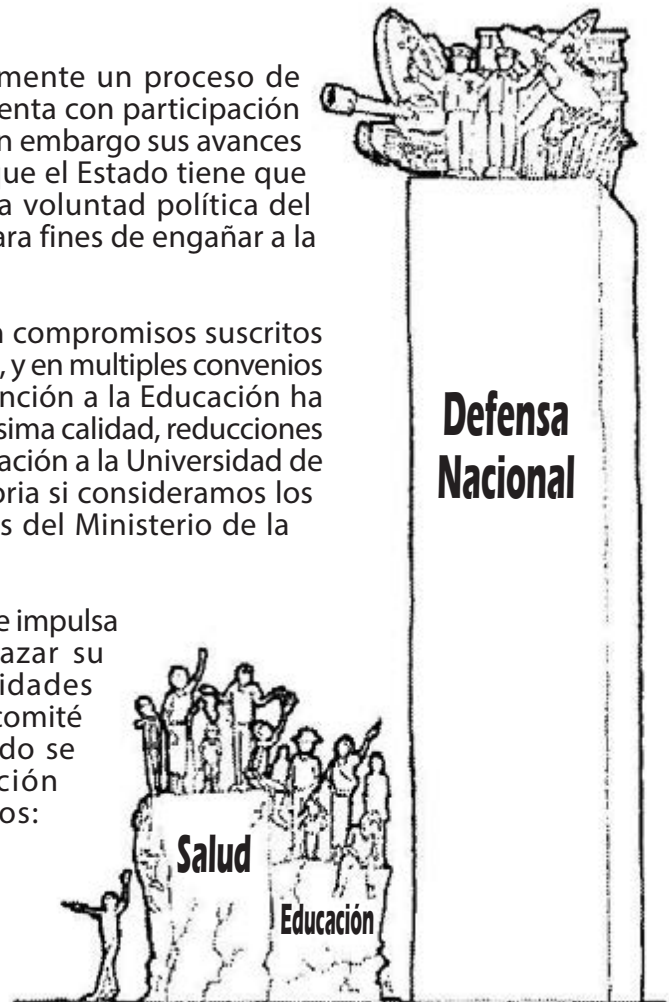 mente un proceso de
enta con participación
n embargo sus avances
que el Estado tiene que
a voluntad política del
ara fines de engañar a la
n compromisos suscritos
, y en multiples convenios
nción a la Educación ha
sima calidad, reducciones
ación a la Universidad de
bria si consideramos los
s del Ministerio de la
e impulsa
azar su
idades
comité
do se
ción
os:
Defensa
Nacional
Salud
Educación